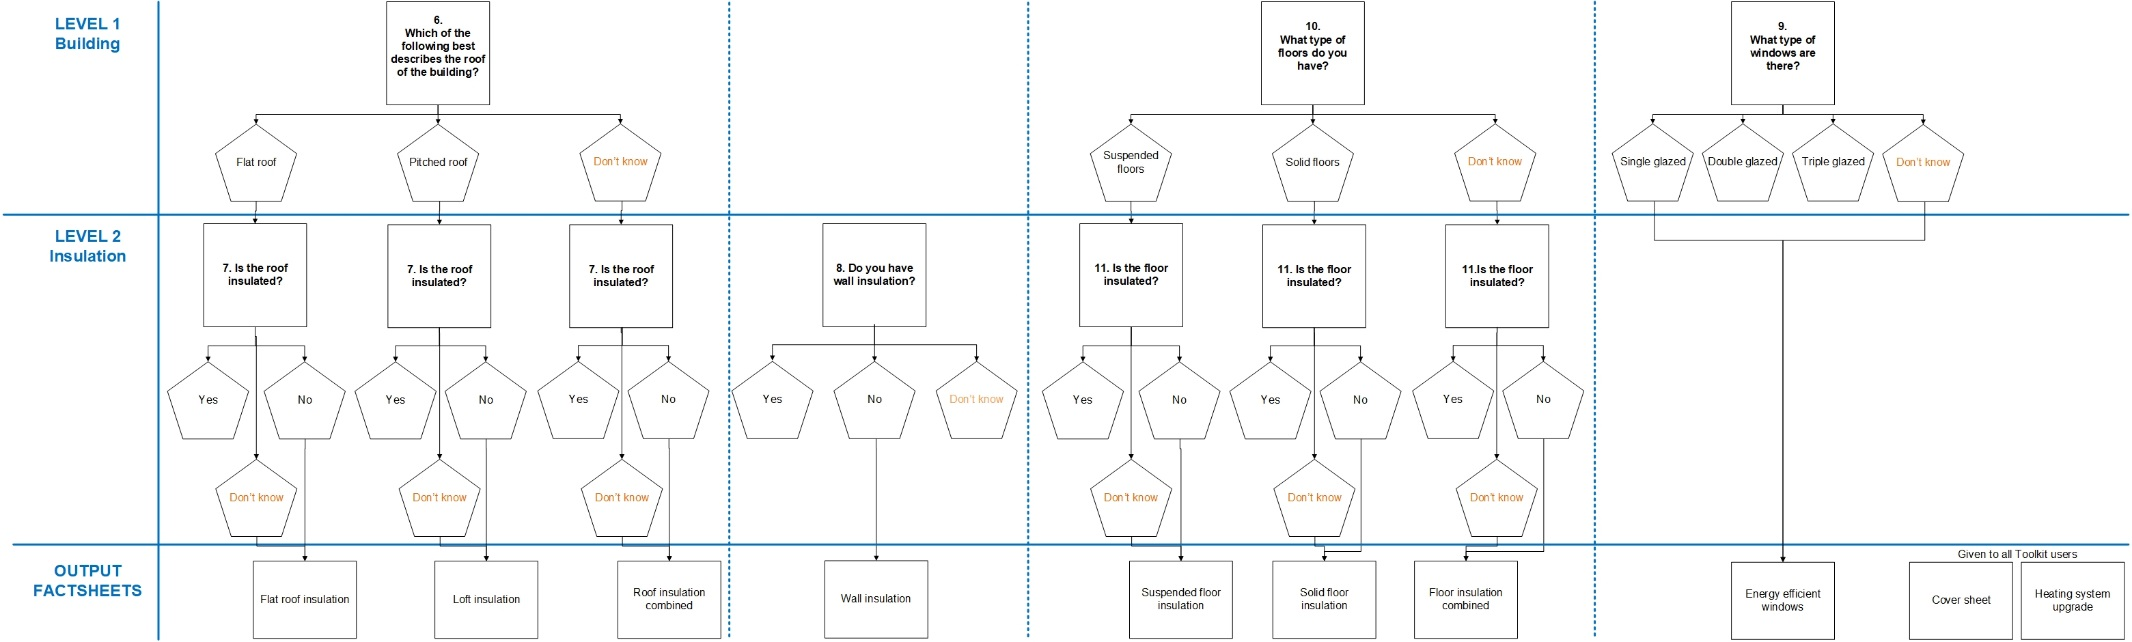 LEVEL 1
Building
6.
Which of the
following best
describes the roof
of the building?
10.
What type of
floors do you
have?
9.
What type of
windows are
there?
Flat roof
Pitched roof
Don't know
Suspended
floors
Solid floors
Don't know
Single glazed
Double glazed
Triple glazed
Don't know
LEVEL 2
Insulation
7. Is the roof
insulated?
7. Is the roof
insulated?
7. Is the roof
insulated?
8. Do you have
wall insulation?
11. Is the floor
insulated?
11. Is the floor
insulated?
11.Is the floor
insulated?
Yes
No
Yes
No
Yes
No
Yes
No
Don't know
Yes
No
Yes
No
Yes
No
Don't know
Don't know
Don't know
Don't know
Don't know
Don't know
OUTPUT
FACTSHEETS
Flat roof insulation
Loft insulation
Roof insulation
combined
Wall insulation
Suspended floor
insulation
Solid floor
insulation
Floor insulation
combined
Energy efficient
windows
Given to all Toolkit users
Cover sheet
Heating system
upgrade